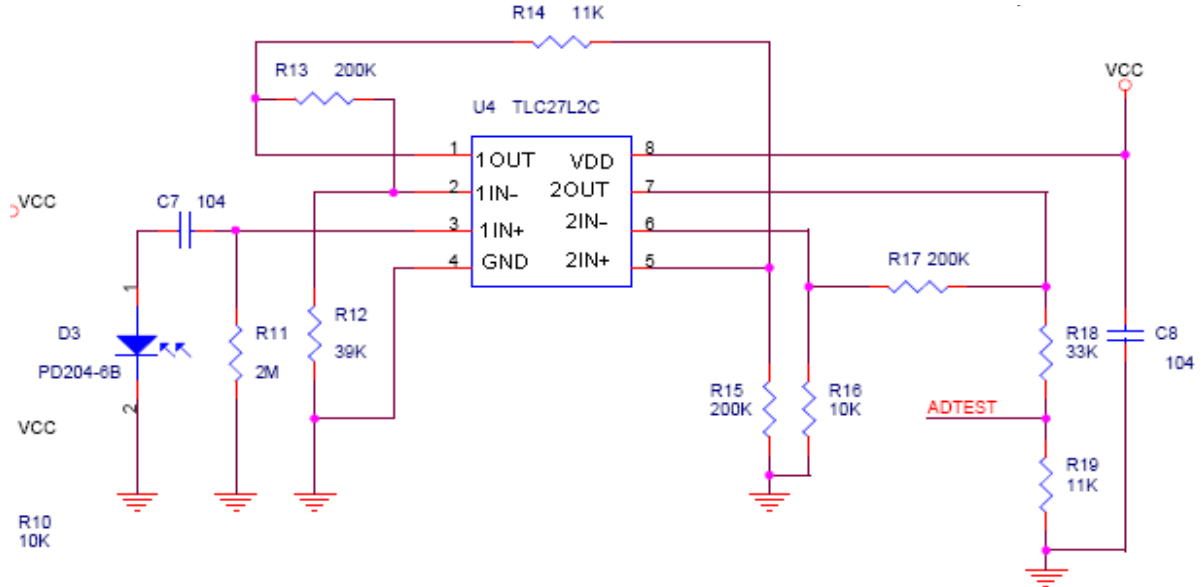 R14 11K
R13 200K
VCC
U4 TLC27L2C
1 1OUT VDD 8
2 1IN- 2OUT 7
3 1IN+ 2IN- 6
4 GND 2IN+ 5
VCC
C7 104
R17 200K
1
D3
PD204-6B
2
R11
2M
R12
39K
R18
33K
C8
104
R15
200K
R16
10K
ADTEST
VCC
R19
11K
R10
10K